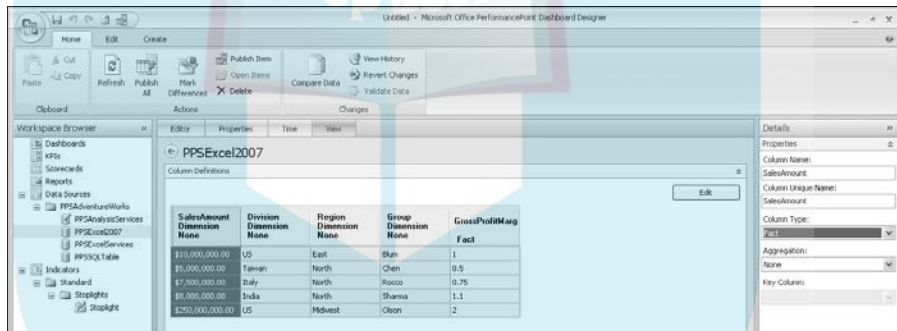 Untitled - Microsoft Office PerformancePoint Dashboard Designer
Home Edit Create
Paste
Cut
Copy
Clipboard
Refresh
Publish All
Mark Differences
Publish Item
Open Items
Delete
Actions
Compare Data
View History
Revert Changes
Validate Data
Changes
Workspace Browser
Dashboards
KPIs
Scorecards
Reports
Data Sources
PPSAdventureWorks
PPSAnalysisServices
PPSExcel2007
PPSExcelServices
PPSSQLTable
Indicators
Standard
Stoplights
Stoplight
Editor Properties Time View
PPSExcel2007
Column Definitions
Edit
SalesAmount Division Region Group GrossProfitMarg
Dimension Dimension Dimension Dimension
None None None None Fact
$10,000,000.00 US East Blum 1
$5,000,000.00 Taiwan North Chen 0.5
$7,500,000.00 Italy North Rocco 0.75
$8,000,000.00 India North Sharma 1.1
$250,000,000.00 US Midwest Olson 2
Details
Properties
Column Name:
SalesAmount
Column Unique Name:
SalesAmount
Column Type:
Fact
Aggregation:
None
Key Column: